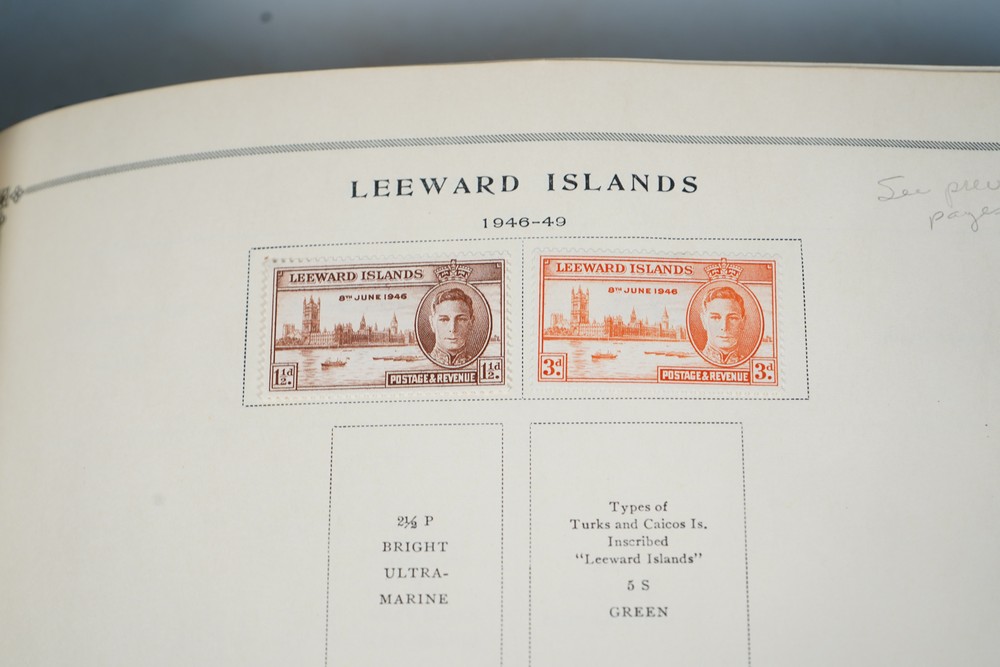 LEEWARD ISLANDS
See
1946-49
LEEWARD ISLANDS
8TH JUNE 1946
1½d.
POSTAGE & REVENUE
1½d.
LEEWARD ISLANDS
8TH JUNE 1946
3d.
POSTAGE & REVENUE
3d.
2½ P
BRIGHT
ULTRA-
MARINE
Types of
Turks and Caicos Is.
Inscribed
"Leeward Islands"
5 S
GREEN